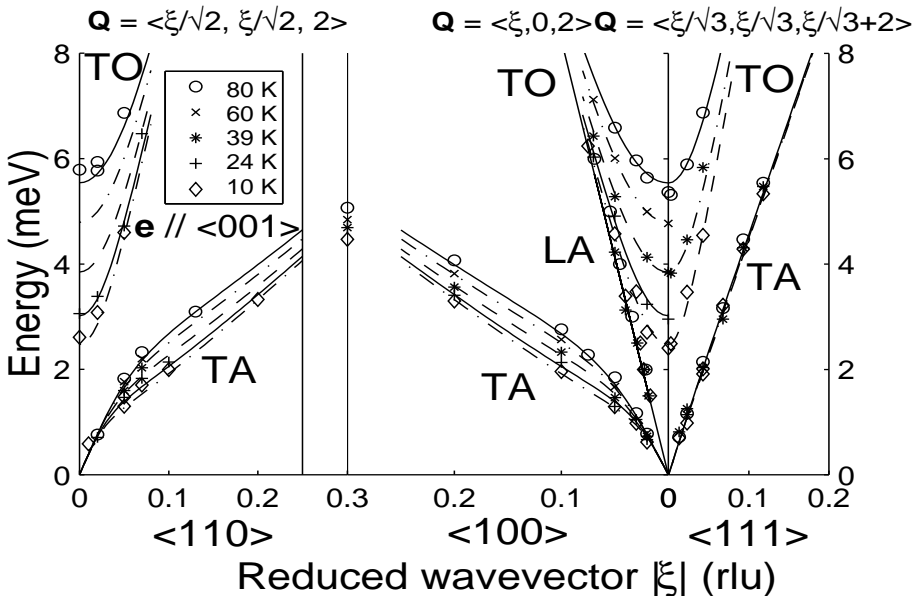 Q = <ξ/√2, ξ/√2, 2>
Q = <ξ,0,2>
Q = <ξ/√3,ξ/√3,ξ/√3+2>
8
8
TO
TO
TO
80 K
60 K
39 K
24 K
10 K
6
6
e // <001>
LA
4
4
TA
TA
TA
2
2
0
0
0
0.1
0.2
0.3
0.2
0.1
0
0.1
0.2
<110>
<100>
<111>
Energy (meV)
Reduced wavevector |ξ| (rlu)